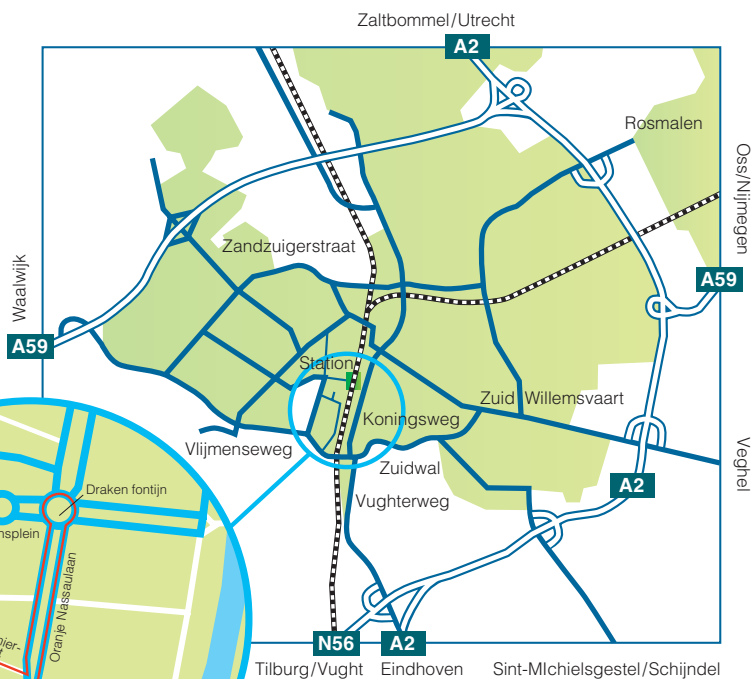 Zaltbommel/Utrecht
A2
Rosmalen
Oss/Nijmegen
Zandzuigerstraat
Waalwijk
A59
A59
Station
Koningsweg
Zuid Willemsvaart
Vlijmenseweg
Zuidwal
Veghel
A2
Vughterweg
Draken fontijn
Oranje Nassaulaan
N56
A2
Tilburg/Vught
Eindhoven
Sint-MIchielsgestel/Schijndel